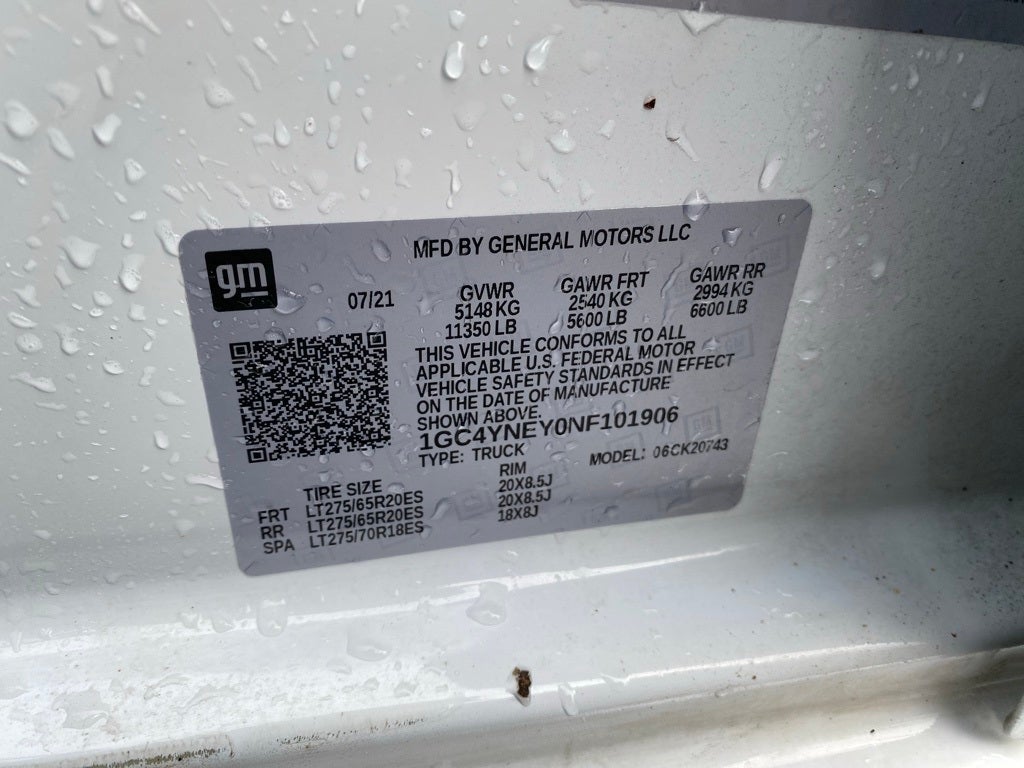 MFD BY GENERAL MOTORS LLC
gm
07/21
GVWR GAWR FRT GAWR RR
5148 KG 2540 KG 2994 KG
11350 LB 5600 LB 6600 LB
THIS VEHICLE CONFORMS TO ALL
APPLICABLE U.S. FEDERAL MOTOR
VEHICLE SAFETY STANDARDS IN EFFECT
ON THE DATE OF MANUFACTURE
SHOWN ABOVE.
1GC4YNEY0NF101906
TYPE: TRUCK MODEL: 06CK20743
TIRE SIZE RIM
FRT LT275/65R20ES 20X8.5J
RR LT275/65R20ES 20X8.5J
SPA LT275/70R18ES 18X8J